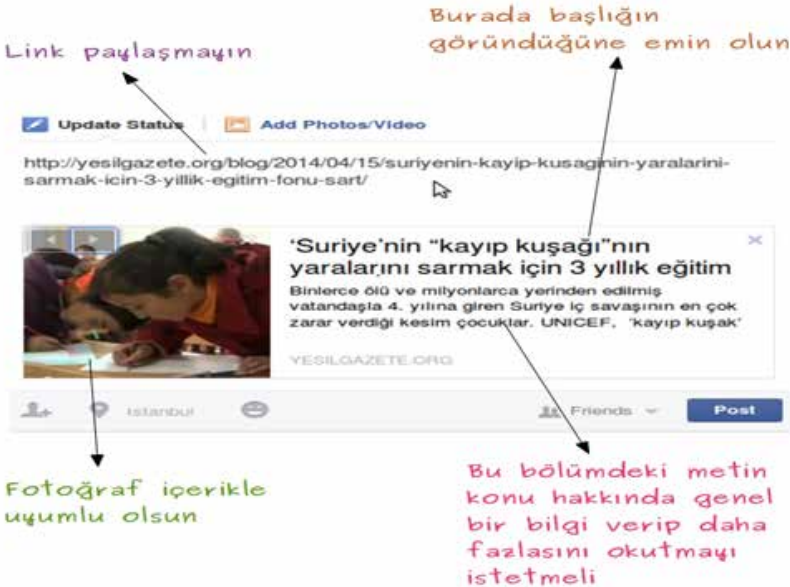 Burada başlığın
göründüğüne emin olun
Link paylaşmayın
Update Status
Add Photos/Video
http://yesilgazete.org/blog/2014/04/15/suriyenin-kayip-kusaginin-yaralarini-
sarmak-icin-3-yillik-egitim-fonu-sart/
‘Suriye’nin “kayıp kuşağı”nın
yaralarını sarmak için 3 yıllık eğitim
Binlerce ölü ve milyonlarca yerinden edilmiş
vatandaşla 4. yılına giren Suriye iç savaşının en çok
zarar verdiği kesim çocuklar. UNICEF, ‘kayıp kuşak’
YESILGAZETE.ORG
Istanbul
Friends
Post
Fotoğraf içerikle
uyumlu olsun
Bu bölümdeki metin
konu hakkında genel
bir bilgi verip daha
fazlasını okutmayı
istetmeli